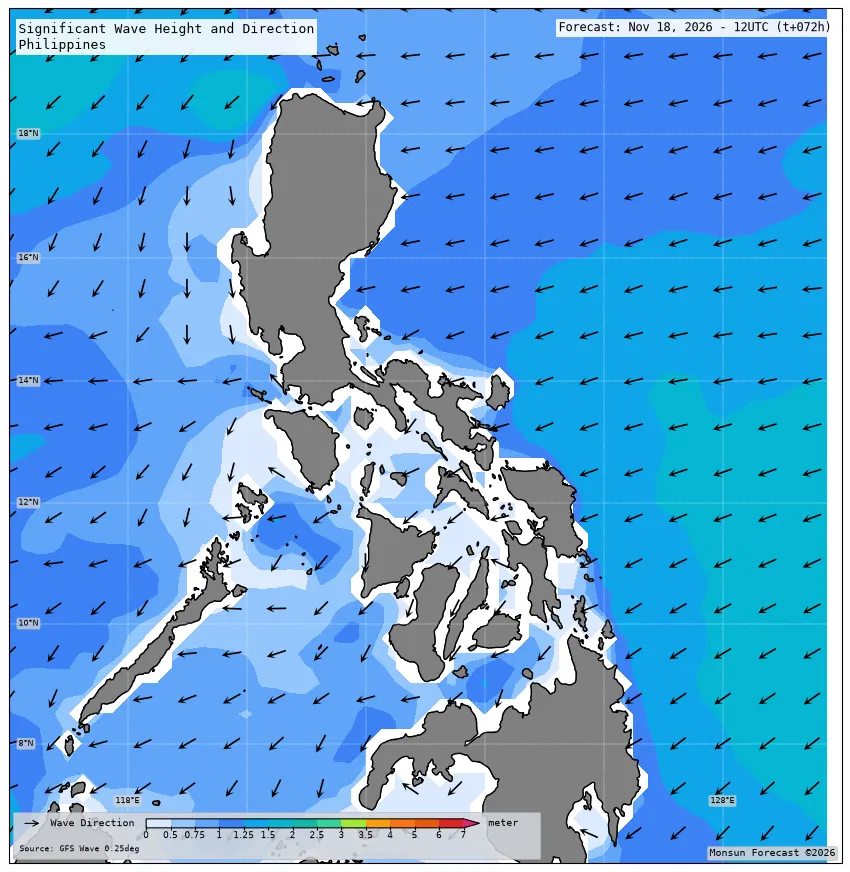 Significant Wave Height and Direction
Philippines
Forecast: Nov 18, 2026 - 12UTC (t+072h)
18°N
16°N
14°N
12°N
10°N
8°N
118°E
128°E
Wave Direction
0 0.5 0.75 1 1.25 1.5 2 2.5 3 3.5 4 5 6 7
meter
Source: GFS Wave 0.25deg
Monsun Forecast ©2026